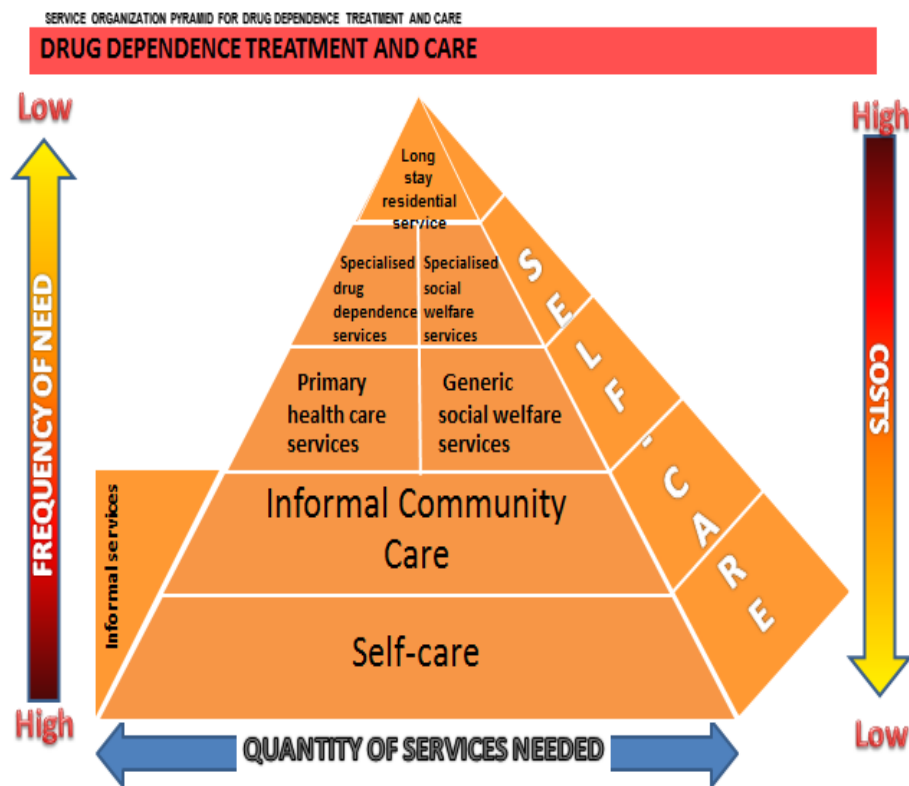 SERVICE ORGANIZATION PYRAMID FOR DRUG DEPENDENCE TREATMENT AND CARE
DRUG DEPENDENCE TREATMENT AND CARE
Low
High
FREQUENCY OF NEED
COSTS
Long
stay
residential
service
Specialised
drug
dependence
services
Specialised
social
welfare
services
Primary
health care
services
Generic
social welfare
services
SELF-CARE
Informal services
Informal Community
Care
Self-care
High
Low
QUANTITY OF SERVICES NEEDED